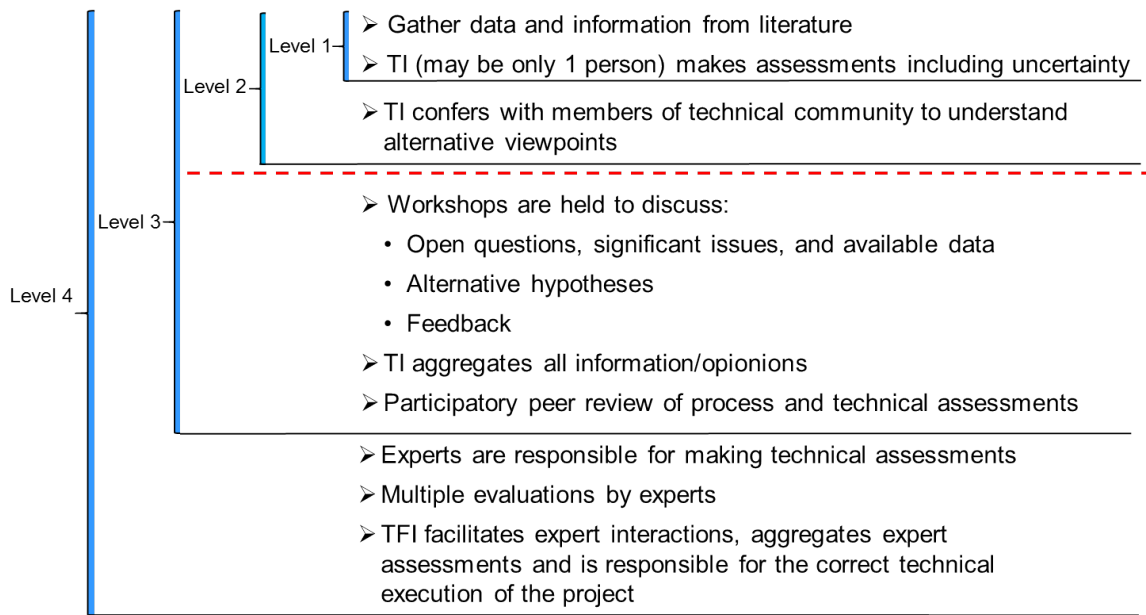 Level 1
➢ Gather data and information from literature
➢ TI (may be only 1 person) makes assessments including uncertainty
Level 2
➢ TI confers with members of technical community to understand
alternative viewpoints
Level 3
➢ Workshops are held to discuss:
• Open questions, significant issues, and available data
• Alternative hypotheses
• Feedback
➢ TI aggregates all information/opionions
➢ Participatory peer review of process and technical assessments
Level 4
➢ Experts are responsible for making technical assessments
➢ Multiple evaluations by experts
➢ TFI facilitates expert interactions, aggregates expert
assessments and is responsible for the correct technical
execution of the project